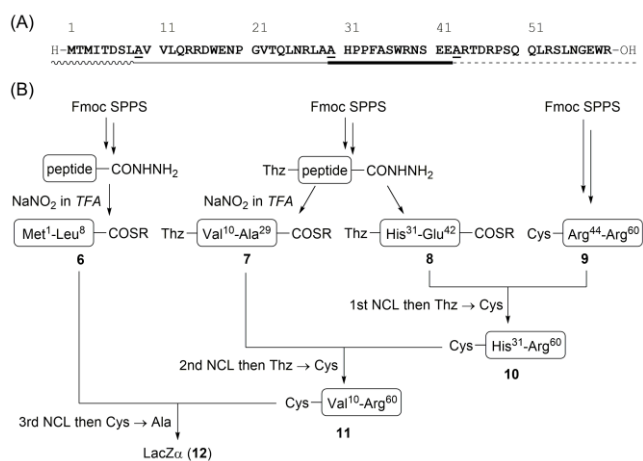 (A)
1 11 21 31 41 51
H-MTMITDSLAV VLQRRDWENP GVTQLNRLAA HPPFASWRNS EEARTDRPSQ QLRSLNGEWR-OH
(B)
Fmoc SPPS Fmoc SPPS Fmoc SPPS
peptide CONHNH₂ Thz peptide CONHNH₂
NaNO₂ in TFA NaNO₂ in TFA
Met¹-Leu⁸ COSR Thz Val¹⁰-Ala²⁹ COSR Thz His³¹-Glu⁴² COSR Cys Arg⁴⁴-Arg⁶⁰
6 7 8 9
1st NCL then Thz → Cys
Cys His³¹-Arg⁶⁰
10
2nd NCL then Thz → Cys
Cys Val¹⁰-Arg⁶⁰
11
3rd NCL then Cys → Ala
LacZα (12)